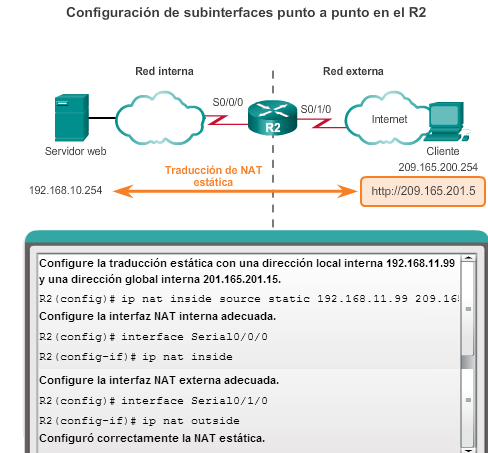 Configuración de subinterfaces punto a punto en el R2
Red interna
Red externa
S0/0/0
S0/1/0
R2
Internet
Servidor web
Cliente
209.165.200.254
Traducción de NAT
estática
192.168.10.254
http://209.165.201.5
Configure la traducción estática con una dirección local interna 192.168.11.99
y una dirección global interna 201.165.201.15.
R2(config)# ip nat inside source static 192.168.11.99 209.16
Configure la interfaz NAT interna adecuada.
R2(config)# interface Serial0/0/0
R2(config-if)# ip nat inside
Configure la interfaz NAT externa adecuada.
R2(config)# interface Serial0/1/0
R2(config-if)# ip nat outside
Configuró correctamente la NAT estática.